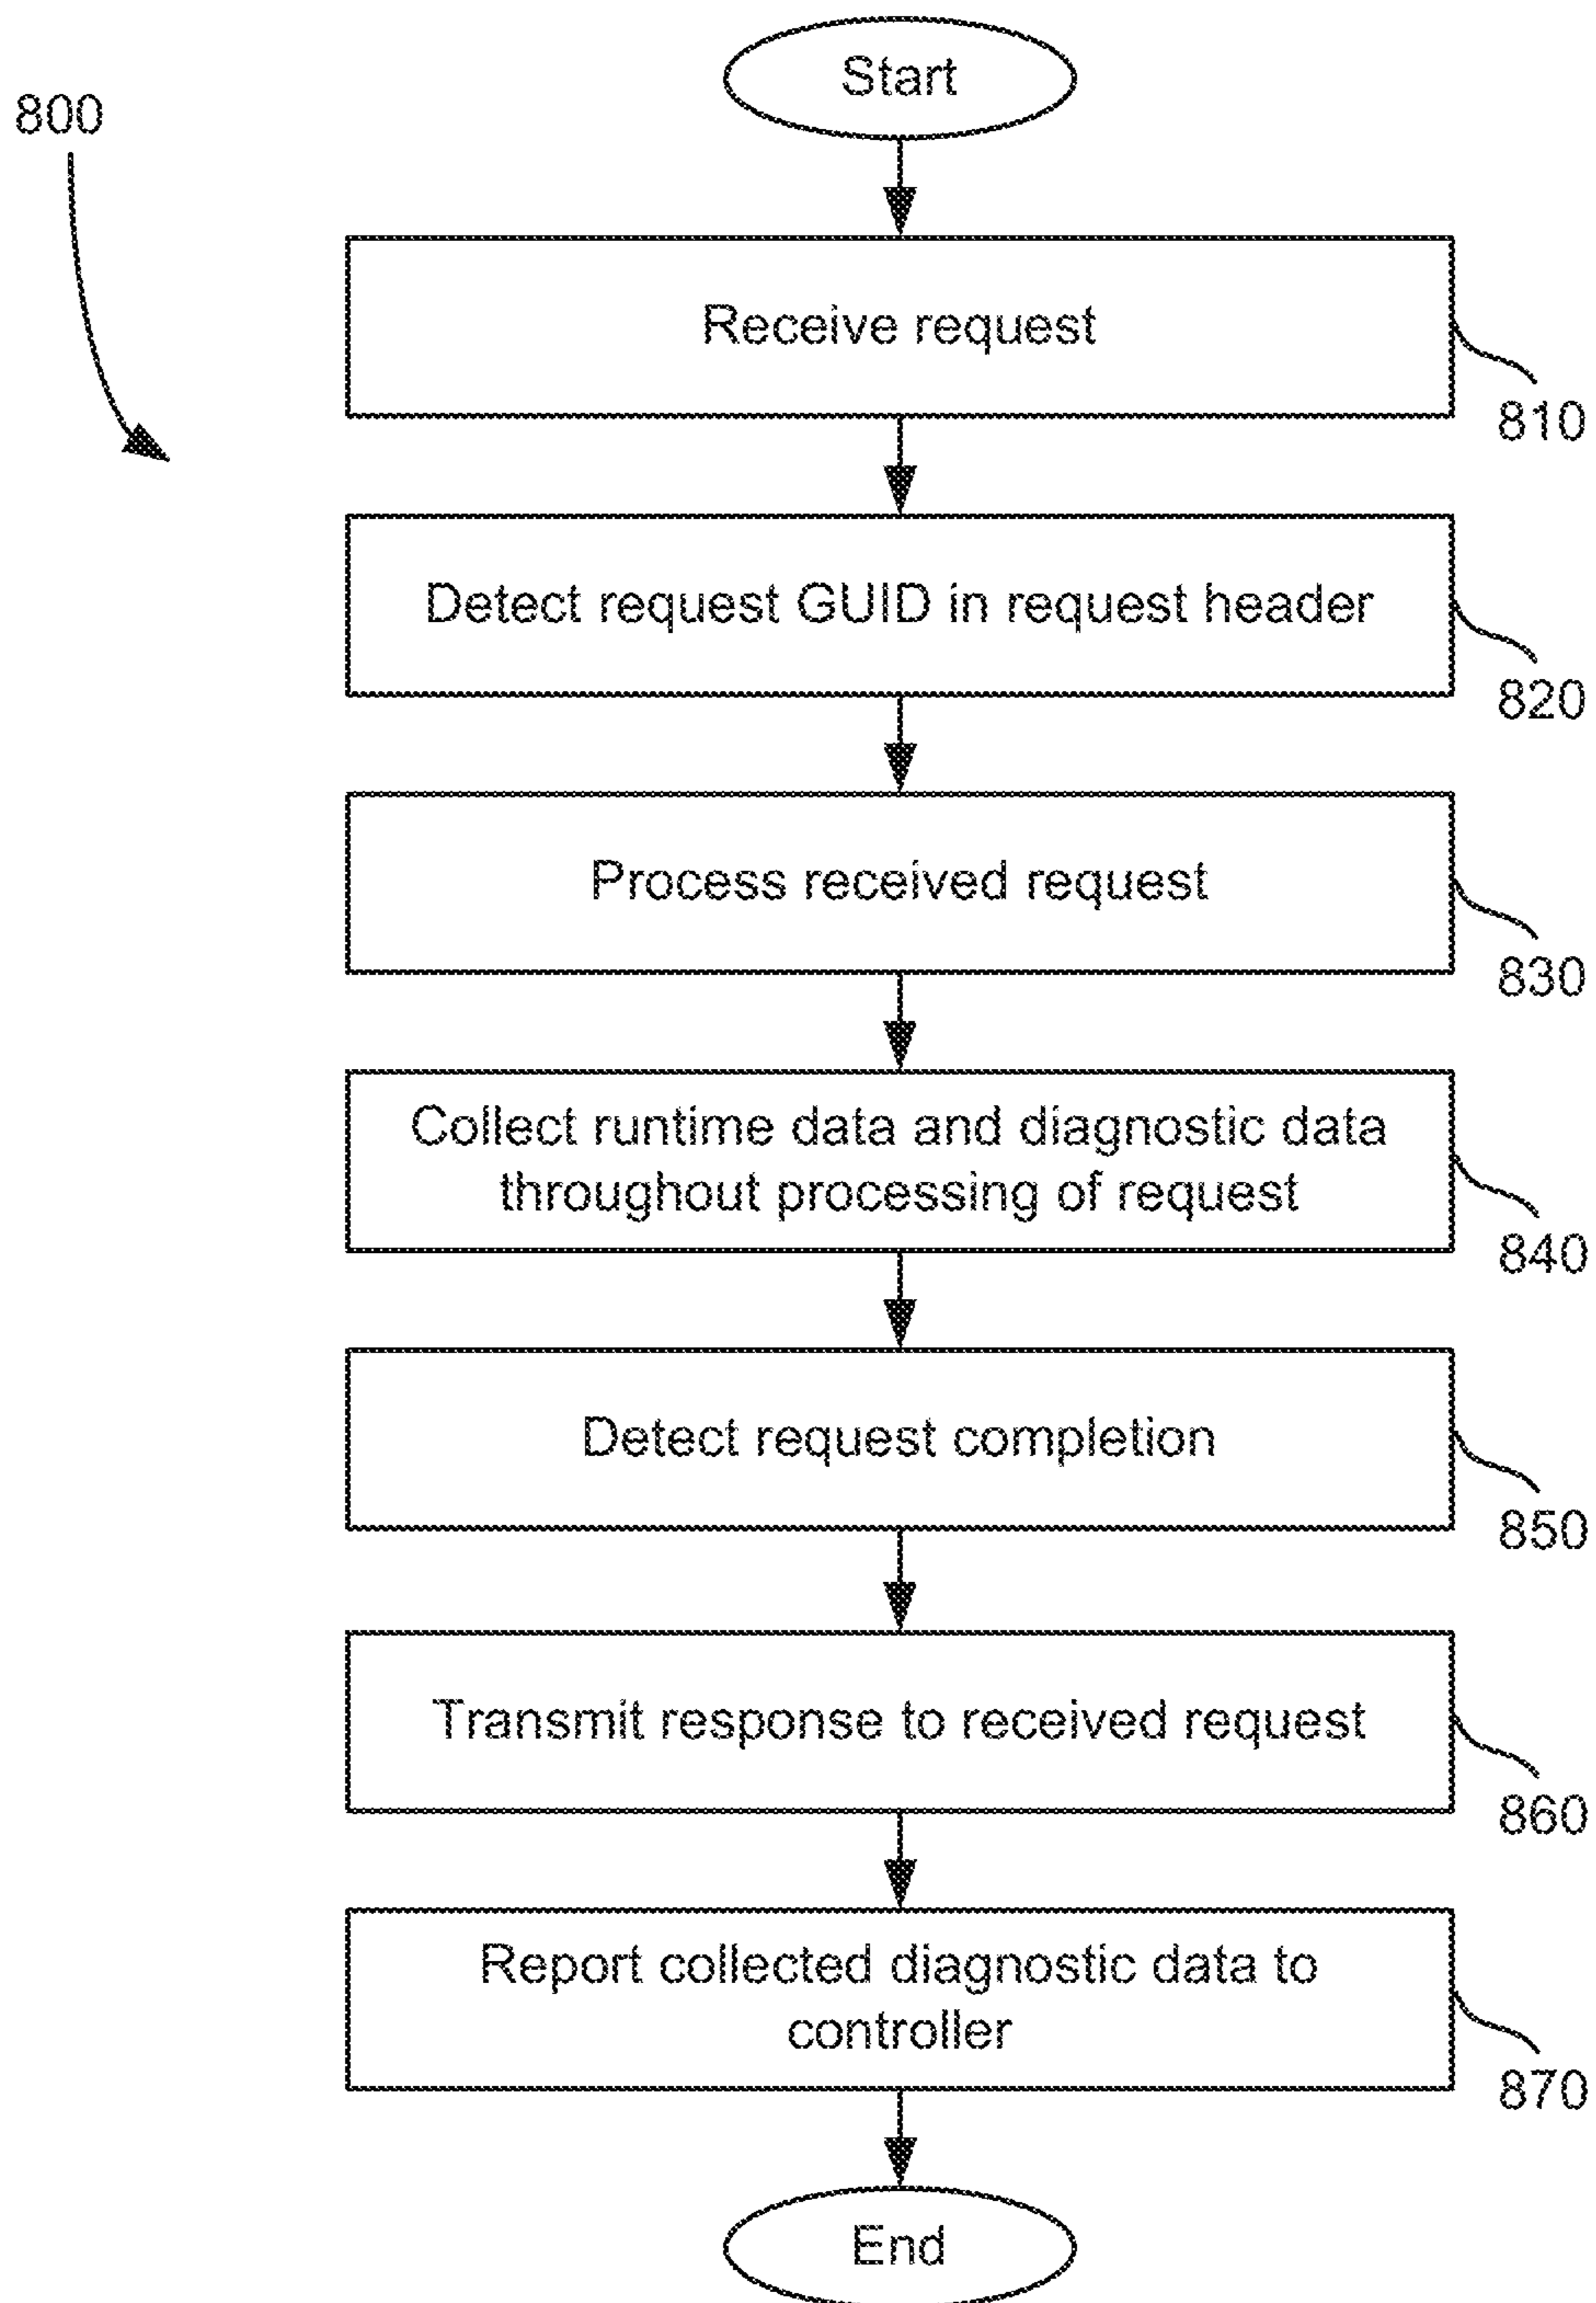 Start
800
Receive request
810
Detect request GUID in request header
820
Process received request
830
Collect runtime data and diagnostic data
throughout processing of request
840
Detect request completion
850
Transmit response to received request
860
Report collected diagnostic data to
controller
870
End